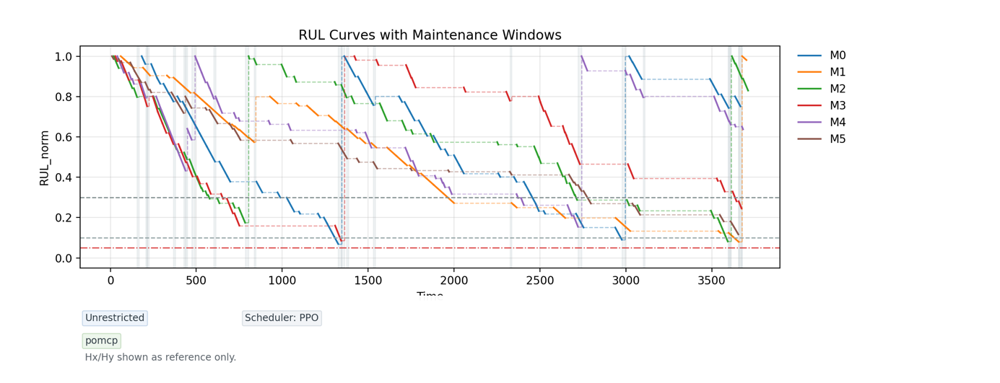 RUL Curves with Maintenance Windows
RUL_norm
1.0
0.8
0.6
0.4
0.2
0.0
0
500
1000
1500
2000
2500
3000
3500
Time
M0
M1
M2
M3
M4
M5
Unrestricted
Scheduler: PPO
pomcp
Hx/Hy shown as reference only.